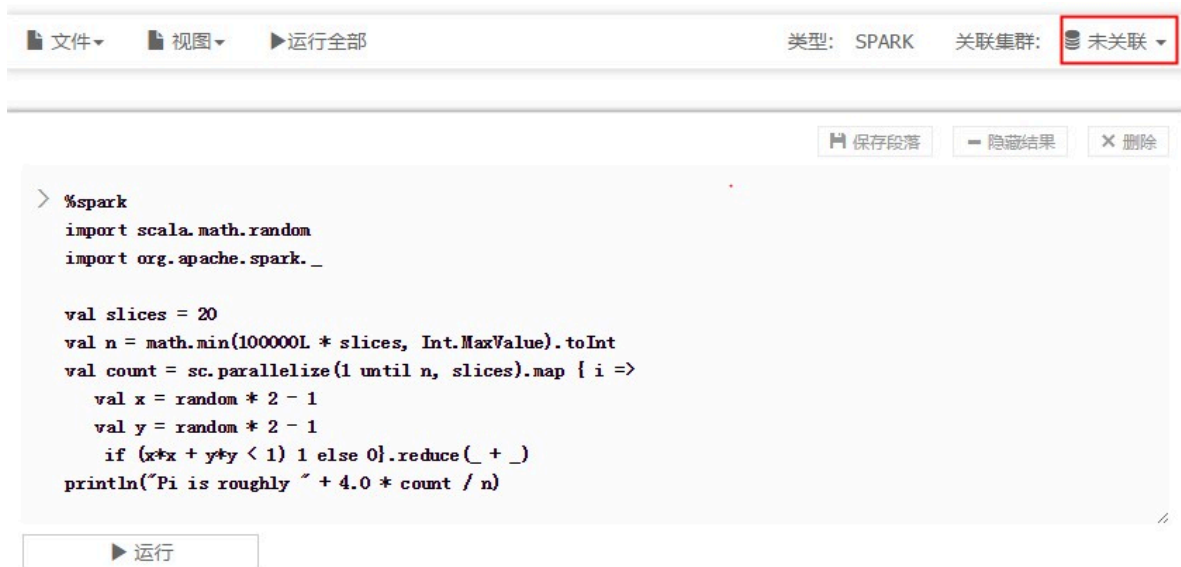 文件 视图 运行全部 类型: SPARK 关联集群: 未关联
保存段落 隐藏结果 删除
%spark
import scala.math.random
import org.apache.spark._
val slices = 20
val n = math.min(100000L * slices, Int.MaxValue).toInt
val count = sc.parallelize(1 until n, slices).map { i =>
val x = random * 2 - 1
val y = random * 2 - 1
if (x*x + y*y < 1) 1 else 0}.reduce(_ + _)
println("Pi is roughly " + 4.0 * count / n)
运行